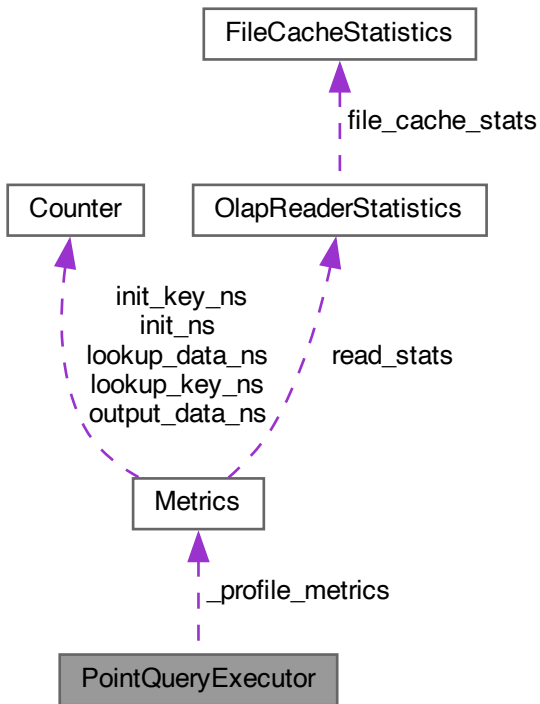 FileCacheStatistics
file_cache_stats
Counter
OlapReaderStatistics
init_key_ns
init_ns
lookup_data_ns
lookup_key_ns
output_data_ns
read_stats
Metrics
_profile_metrics
PointQueryExecutor